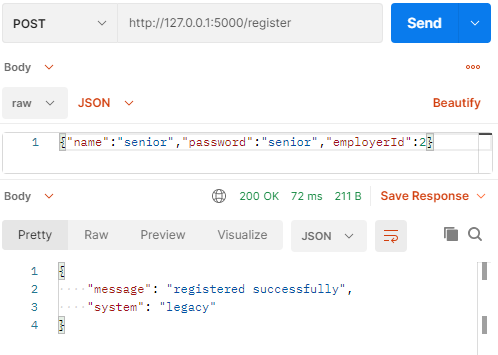 POST http://127.0.0.1:5000/register Send
Body
raw JSON Beautify
1 {"name":"senior","password":"senior","employerId":2}
Body 200 OK 72 ms 211 B Save Response
Pretty Raw Preview Visualize JSON
1 {
2 "message": "registered successfully",
3 "system": "legacy"
4 }